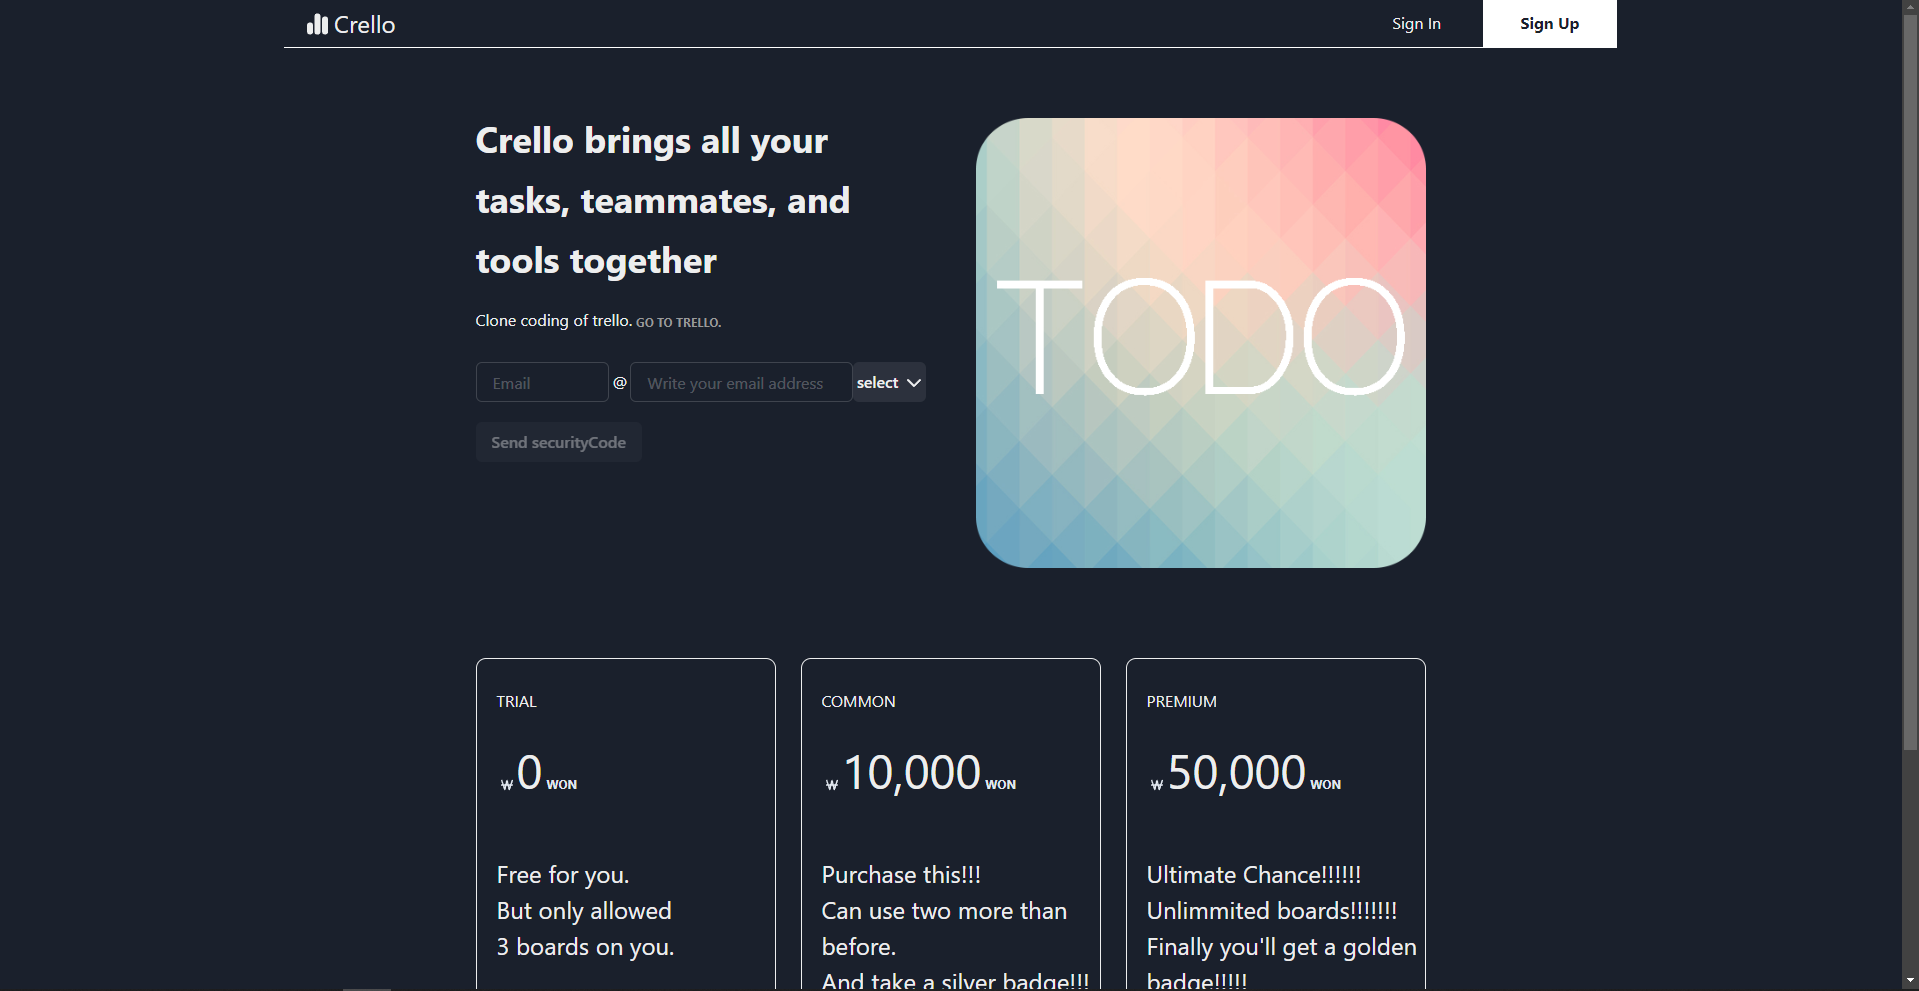 Crello
Sign In
Sign Up
Crello brings all your
tasks, teammates, and
tools together
Clone coding of trello. GO TO TRELLO.
Email @ Write your email address select
Send securityCode
TODO
TRIAL
₩ 0 WON
Free for you.
But only allowed
3 boards on you.
COMMON
₩ 10,000 WON
Purchase this!!!
Can use two more than
before.
And take a silver badge!!!
PREMIUM
₩ 50,000 WON
Ultimate Chance!!!!!!
Unlimmited boards!!!!!!!
Finally you'll get a golden
badge!!!!!